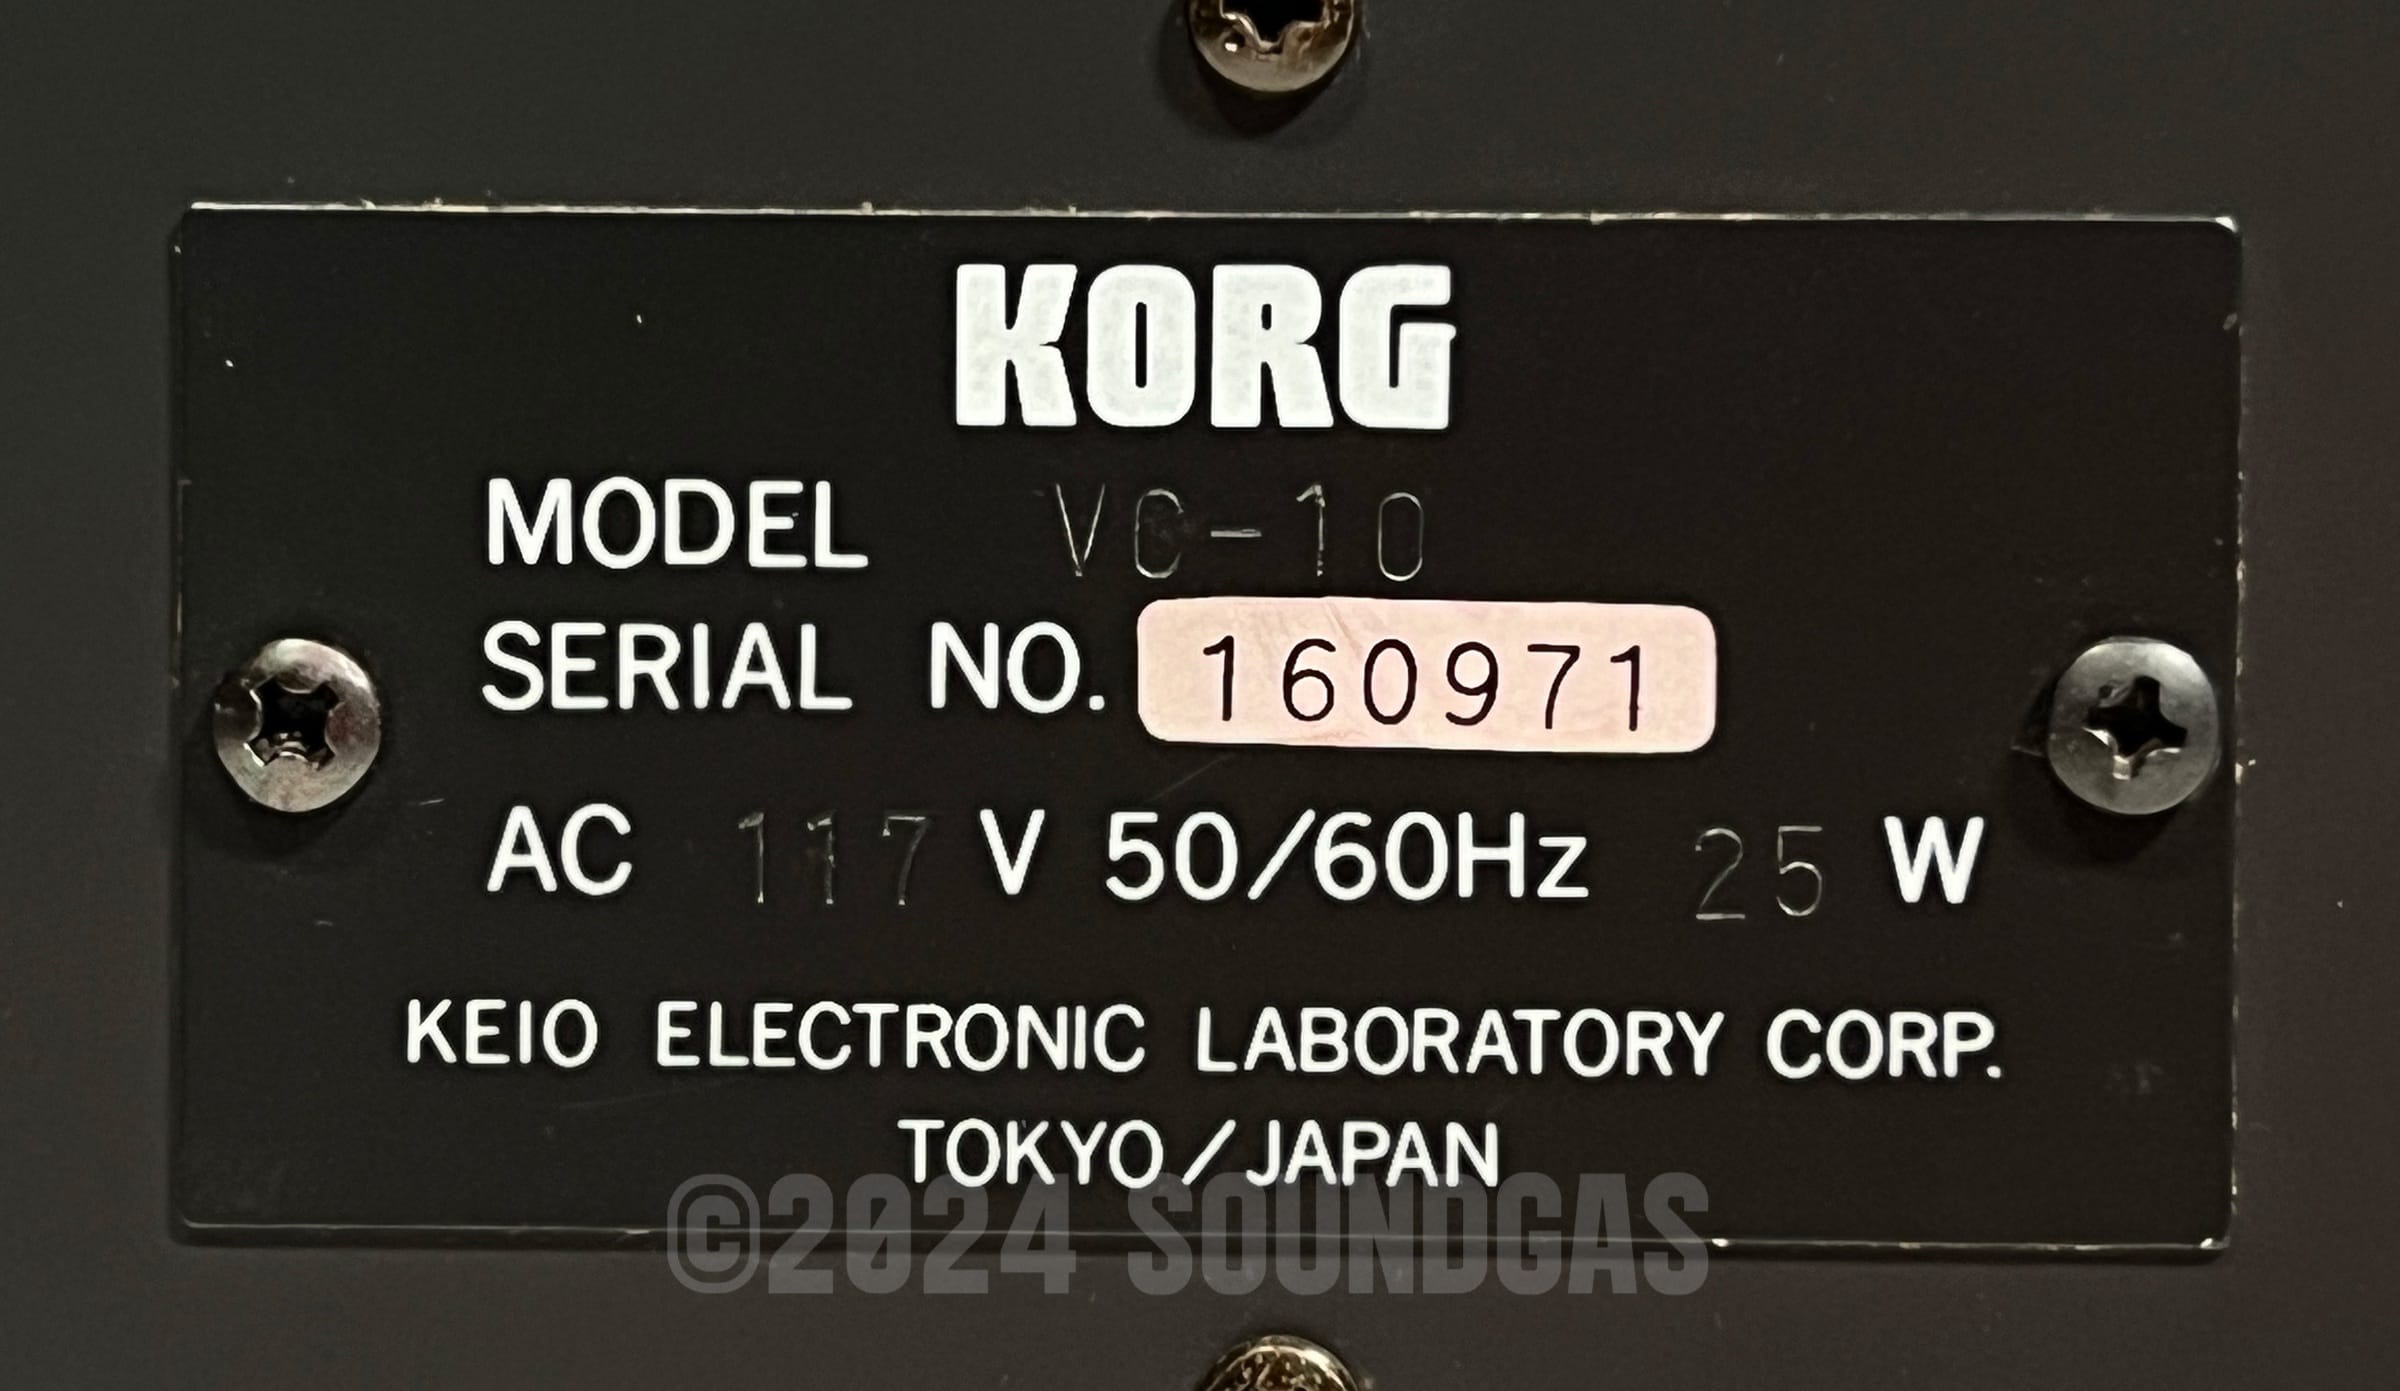 KORG
MODEL VC-10
SERIAL NO. 160971
AC 117 V 50/60Hz 25 W
KEIO ELECTRONIC LABORATORY CORP.
TOKYO/JAPAN
©2024 SOUNDGAS